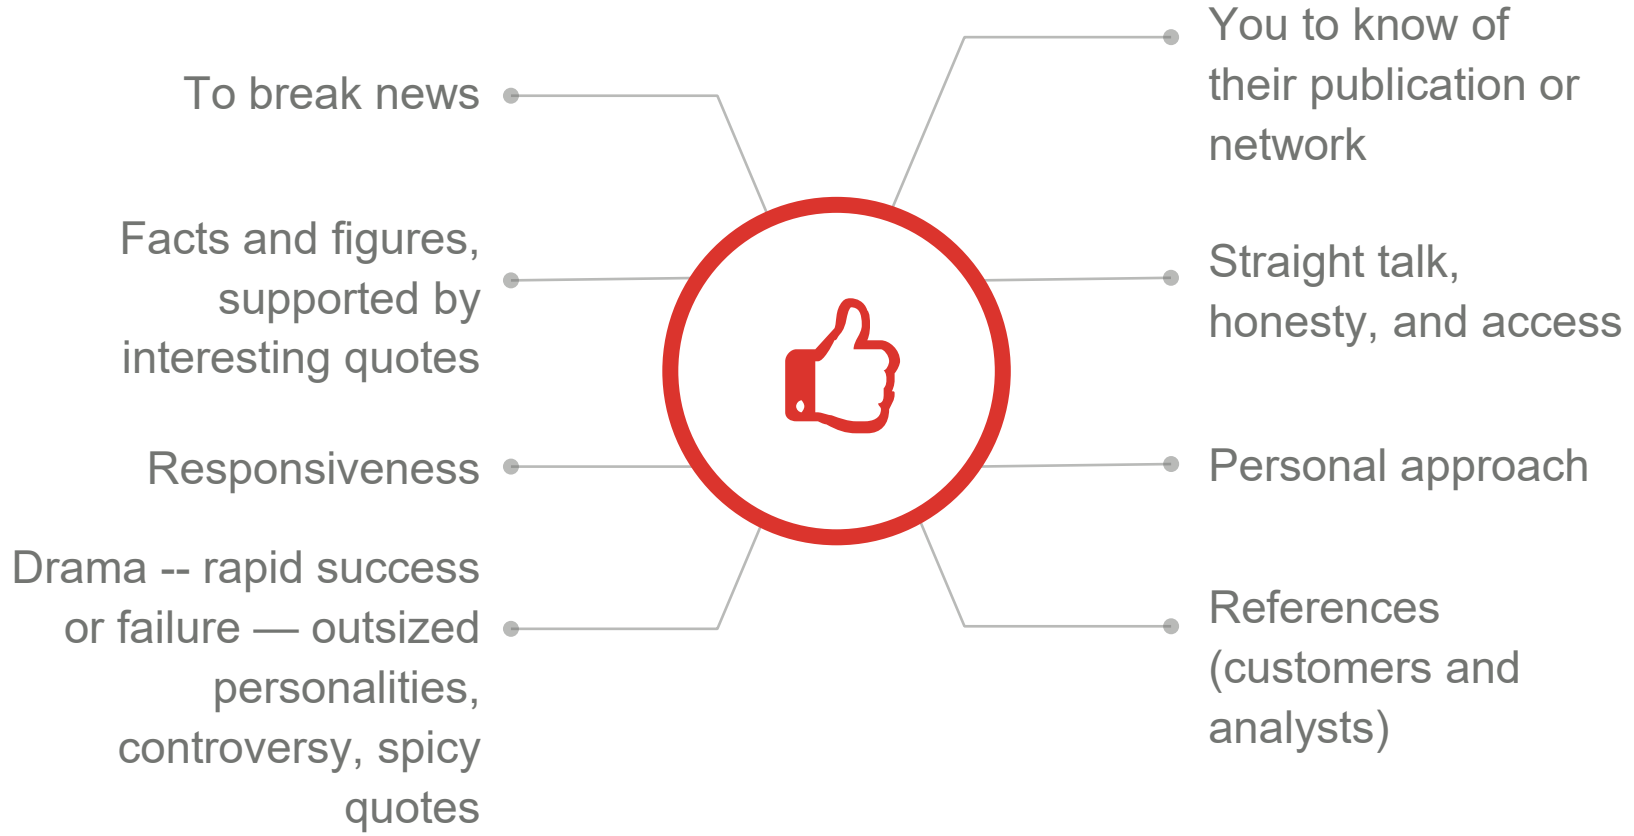 To break news
Facts and figures,
supported by
interesting quotes
Responsiveness
Drama -- rapid success
or failure — outsized
personalities,
controversy, spicy
quotes
You to know of
their publication or
network
Straight talk,
honesty, and access
Personal approach
References
(customers and
analysts)